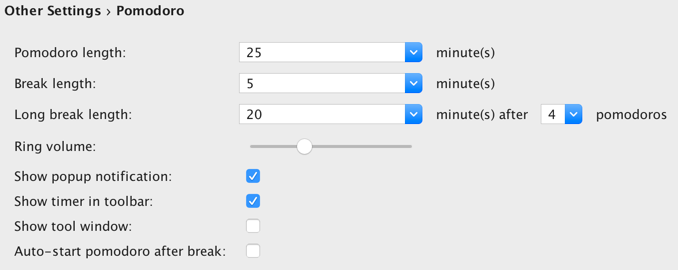 Other Settings › Pomodoro
Pomodoro length: 25 minute(s)
Break length: 5 minute(s)
Long break length: 20 minute(s) after 4 pomodoros
Ring volume:
Show popup notification:
Show timer in toolbar:
Show tool window:
Auto-start pomodoro after break: